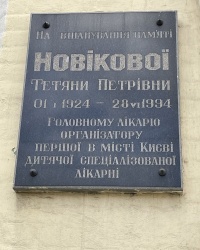 На вшанування пам'яті
Новікової
Тетяни Петрівни
01 I 1924 – 28 VI 1994
Головному лікарю
організатору
першої в місті Києві
дитячої спеціалізованої
лікарні